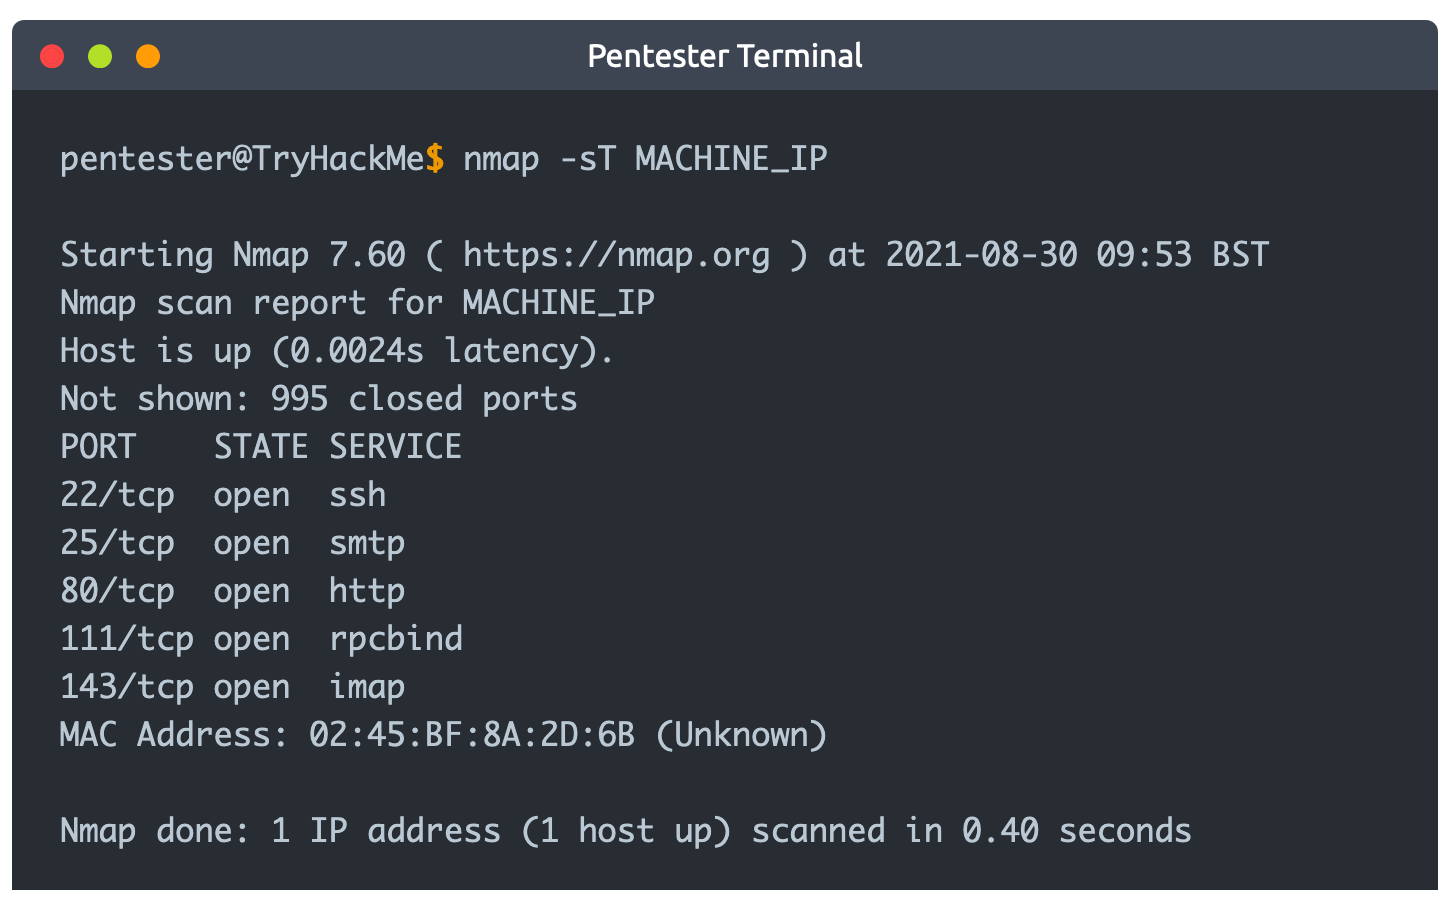 Pentester Terminal
pentester@TryHackMe$ nmap -sT MACHINE_IP
Starting Nmap 7.60 ( https://nmap.org ) at 2021-08-30 09:53 BST
Nmap scan report for MACHINE_IP
Host is up (0.0024s latency).
Not shown: 995 closed ports
PORT    STATE SERVICE
22/tcp  open  ssh
25/tcp  open  smtp
80/tcp  open  http
111/tcp open  rpcbind
143/tcp open  imap
MAC Address: 02:45:BF:8A:2D:6B (Unknown)
Nmap done: 1 IP address (1 host up) scanned in 0.40 seconds